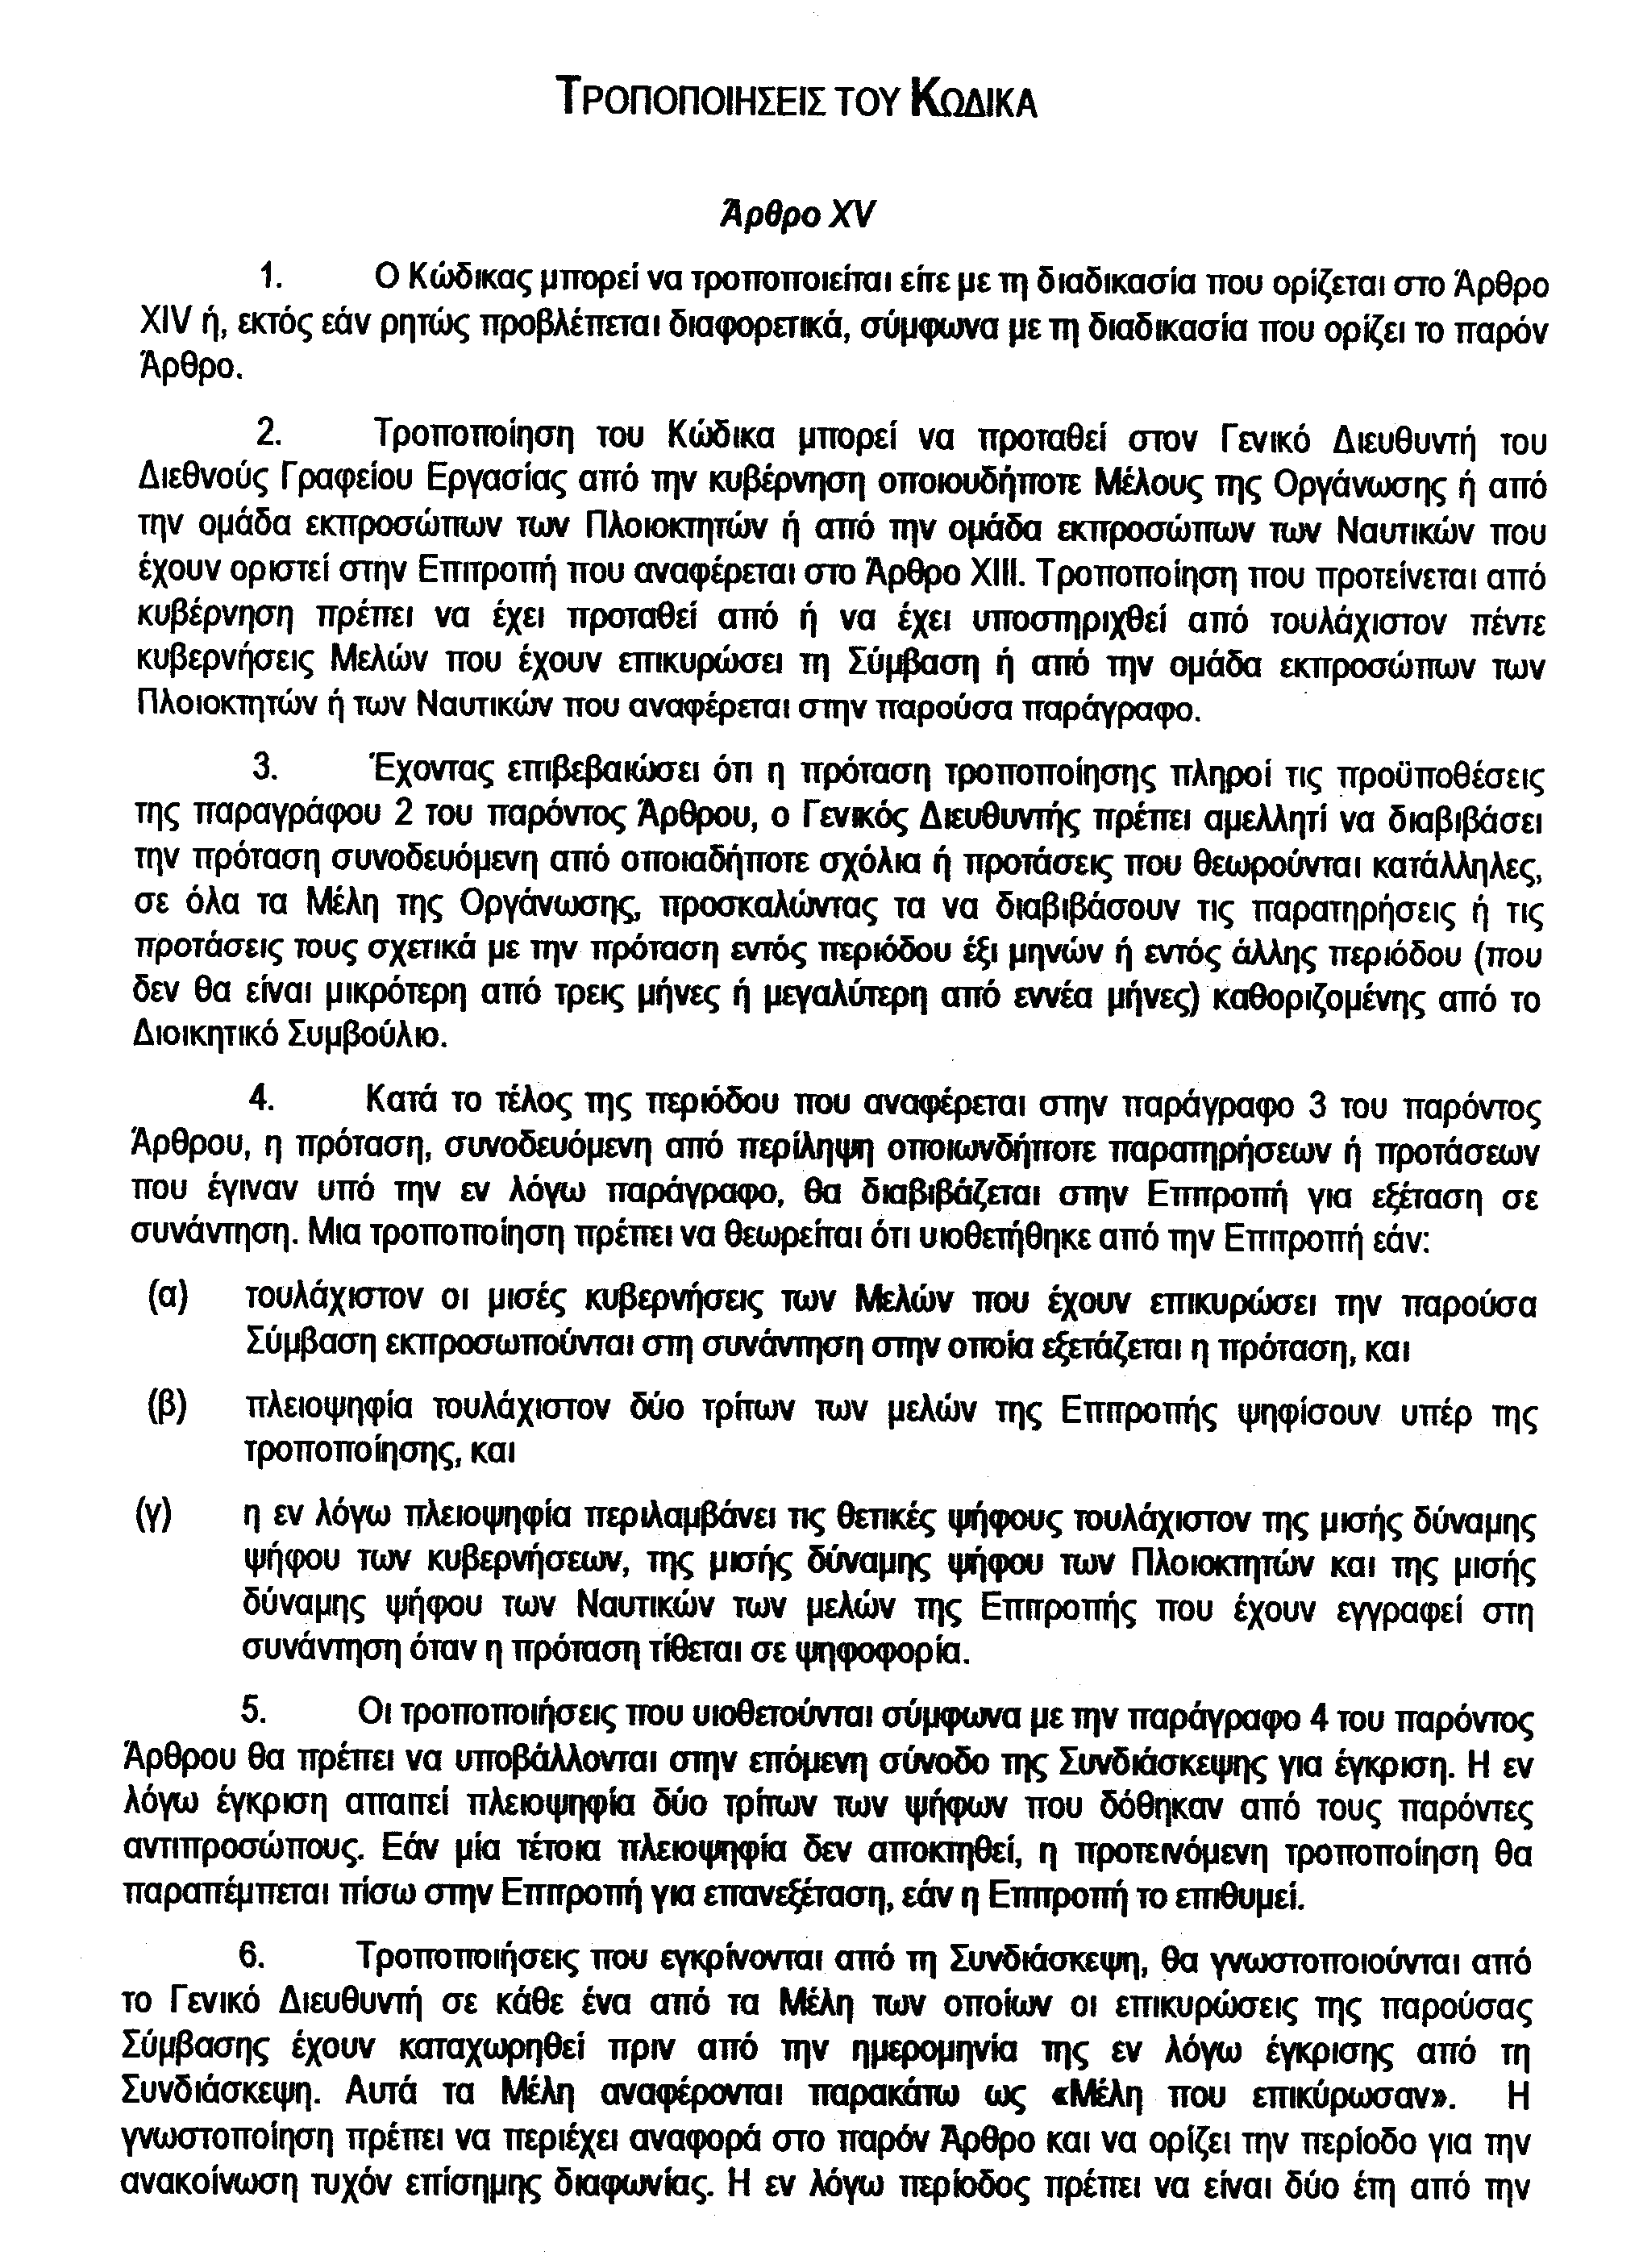 ΤΡΟΠΟΠΟΙΗΣΕΙΣ ΤΟΥ ΚΩΔΙΚΑ
Άρθρο XV
1. Ο Κώδικας μπορεί να τροποποιείται είτε με τη διαδικασία που ορίζεται στο Άρθρο
XIV ή, εκτός εάν ρητώς προβλέπεται διαφορετικά, σύμφωνα με τη διαδικασία που ορίζει το παρόν
Άρθρο.
2. Τροποποίηση του Κώδικα μπορεί να προταθεί στον Γενικό Διευθυντή του
Διεθνούς Γραφείου Εργασίας από την κυβέρνηση οποιουδήποτε Μέλους της Οργάνωσης ή από
την ομάδα εκπροσώπων των Πλοιοκτητών ή από την ομάδα εκπροσώπων των Ναυτικών που
έχουν οριστεί στην Επιτροπή που αναφέρεται στο Άρθρο XIII. Τροποποίηση που προτείνεται από
κυβέρνηση πρέπει να έχει προταθεί από ή να έχει υποστηριχθεί από τουλάχιστον πέντε
κυβερνήσεις Μελών που έχουν επικυρώσει τη Σύμβαση ή από την ομάδα εκπροσώπων των
Πλοιοκτητών ή των Ναυτικών που αναφέρεται στην παρούσα παράγραφο.
3. Έχοντας επιβεβαιώσει ότι η πρόταση τροποποίησης πληροί τις προϋποθέσεις
της παραγράφου 2 του παρόντος Άρθρου, ο Γενικός Διευθυντής πρέπει αμελλητί να διαβιβάσει
την πρόταση συνοδευόμενη από οποιαδήποτε σχόλια ή προτάσεις που θεωρούνται κατάλληλες,
σε όλα τα Μέλη της Οργάνωσης, προσκαλώντας τα να διαβιβάσουν τις παρατηρήσεις ή τις
προτάσεις τους σχετικά με την πρόταση εντός περιόδου έξι μηνών ή εντός άλλης περιόδου (που
δεν θα είναι μικρότερη από τρεις μήνες ή μεγαλύτερη από εννέα μήνες) καθοριζομένης από το
Διοικητικό Συμβούλιο.
4. Κατά το τέλος της περιόδου που αναφέρεται στην παράγραφο 3 του παρόντος
Άρθρου, η πρόταση, συνοδευόμενη από περίληψη οποιωνδήποτε παρατηρήσεων ή προτάσεων
που έγιναν υπό την εν λόγω παράγραφο, θα διαβιβάζεται στην Επιτροπή για εξέταση σε
συνάντηση. Μια τροποποίηση πρέπει να θεωρείται ότι υιοθετήθηκε από την Επιτροπή εάν:
(α) τουλάχιστον οι μισές κυβερνήσεις των Μελών που έχουν επικυρώσει την παρούσα
Σύμβαση εκπροσωπούνται στη συνάντηση στην οποία εξετάζεται η πρόταση, και
(β) πλειοψηφία τουλάχιστον δύο τρίτων των μελών της Επιτροπής ψηφίσουν υπέρ της
τροποποίησης, και
(γ) η εν λόγω πλειοψηφία περιλαμβάνει τις θετικές ψήφους τουλάχιστον της μισής δύναμης
ψήφου των κυβερνήσεων, της μισής δύναμης ψήφου των Πλοιοκτητών και της μισής
δύναμης ψήφου των Ναυτικών των μελών της Επιτροπής που έχουν εγγραφεί στη
συνάντηση όταν η πρόταση τίθεται σε ψηφοφορία.
5. Οι τροποποιήσεις που υιοθετούνται σύμφωνα με την παράγραφο 4 του παρόντος
Άρθρου θα πρέπει να υποβάλλονται στην επόμενη σύνοδο της Συνδιάσκεψης για έγκριση. Η εν
λόγω έγκριση απαιτεί πλειοψηφία δύο τρίτων των ψήφων που δόθηκαν από τους παρόντες
αντιπροσώπους. Εάν μία τέτοια πλειοψηφία δεν αποκτηθεί, η προτεινόμενη τροποποίηση θα
παραπέμπεται πίσω στην Επιτροπή για επανεξέταση, εάν η Επιτροπή το επιθυμεί.
6. Τροποποιήσεις που εγκρίνονται από τη Συνδιάσκεψη, θα γνωστοποιούνται από
το Γενικό Διευθυντή σε κάθε ένα από τα Μέλη των οποίων οι επικυρώσεις της παρούσας
Σύμβασης έχουν καταχωρηθεί πριν από την ημερομηνία της εν λόγω έγκρισης από τη
Συνδιάσκεψη. Αυτά τα Μέλη αναφέρονται παρακάτω ως «Μέλη που επικύρωσαν». Η
γνωστοποίηση πρέπει να περιέχει αναφορά στο παρόν Άρθρο και να ορίζει την περίοδο για την
ανακοίνωση τυχόν επίσημης διαφωνίας. Η εν λόγω περίοδος πρέπει να είναι δύο έτη από την